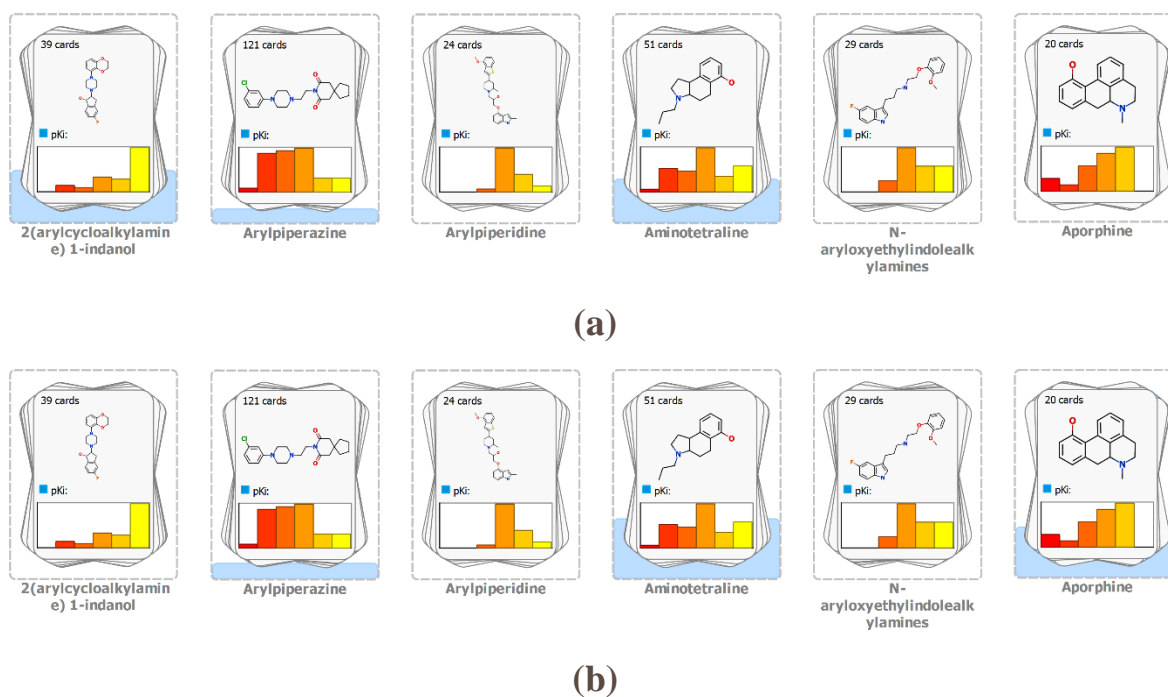 39 cards
121 cards
24 cards
51 cards
29 cards
20 cards
pKi:
pKi:
pKi:
pKi:
pKi:
pKi:
2(arylcycloalkylamin
e) 1-indanol
Arylpiperazine
Arylpiperidine
Aminotetraline
N-
aryloxyethylindolealk
ylamines
Aporphine
(a)
39 cards
121 cards
24 cards
51 cards
29 cards
20 cards
pKi:
pKi:
pKi:
pKi:
pKi:
pKi:
2(arylcycloalkylamin
e) 1-indanol
Arylpiperazine
Arylpiperidine
Aminotetraline
N-
aryloxyethylindolealk
ylamines
Aporphine
(b)